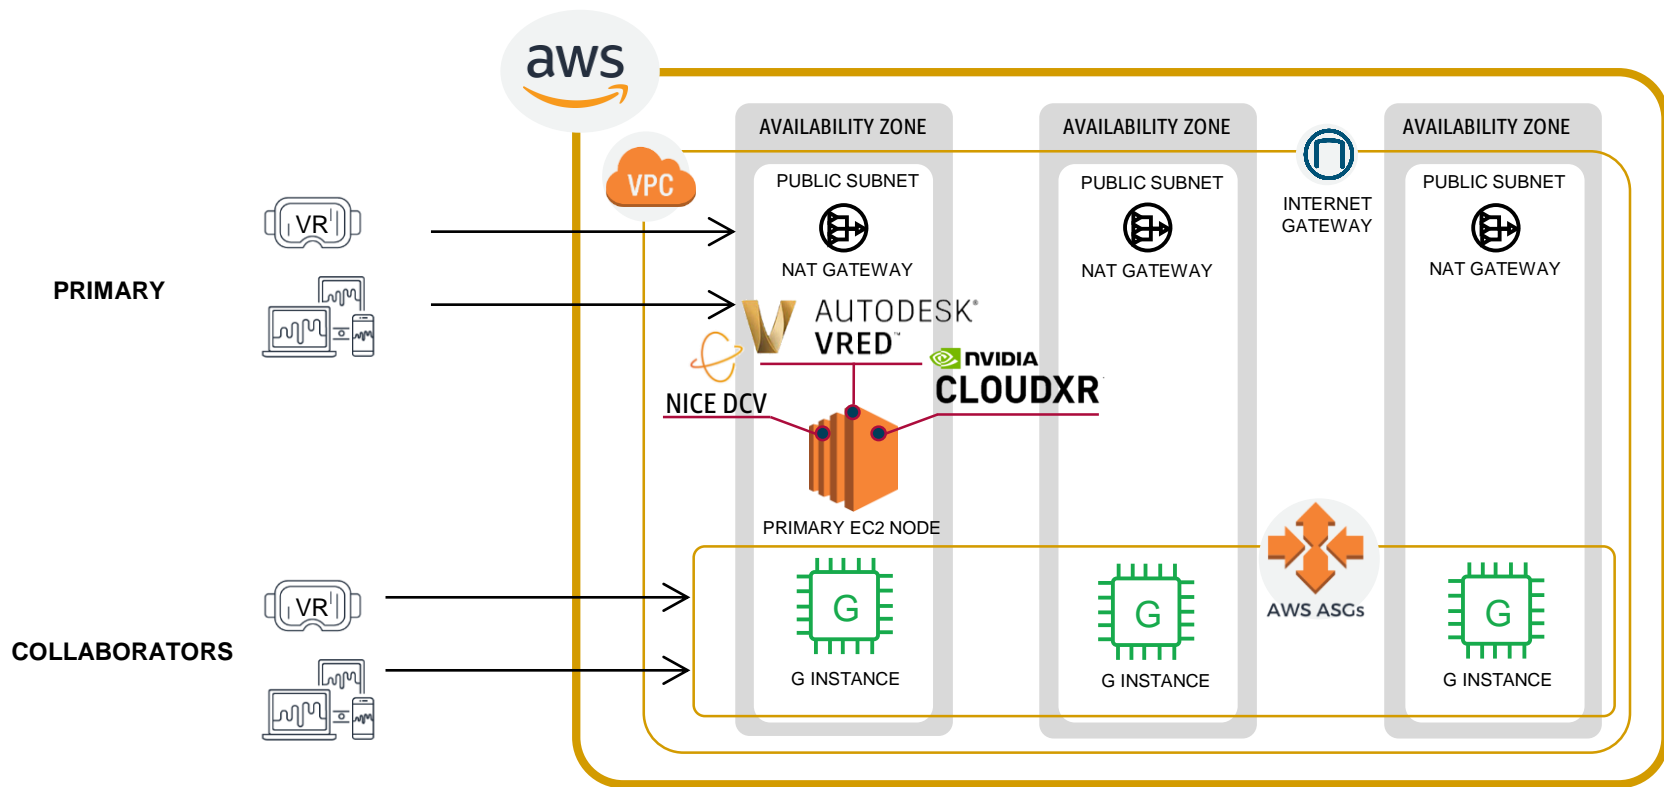 aws
AVAILABILITY ZONE
AVAILABILITY ZONE
AVAILABILITY ZONE
VPC
PUBLIC SUBNET
PUBLIC SUBNET
PUBLIC SUBNET
INTERNET
GATEWAY
NAT GATEWAY
NAT GATEWAY
NAT GATEWAY
VR
PRIMARY
AUTODESK®
VRED™
NVIDIA
CLOUDXR
NICE DCV
PRIMARY EC2 NODE
VR
COLLABORATORS
G
G
G
AWS ASGs
G INSTANCE
G INSTANCE
G INSTANCE